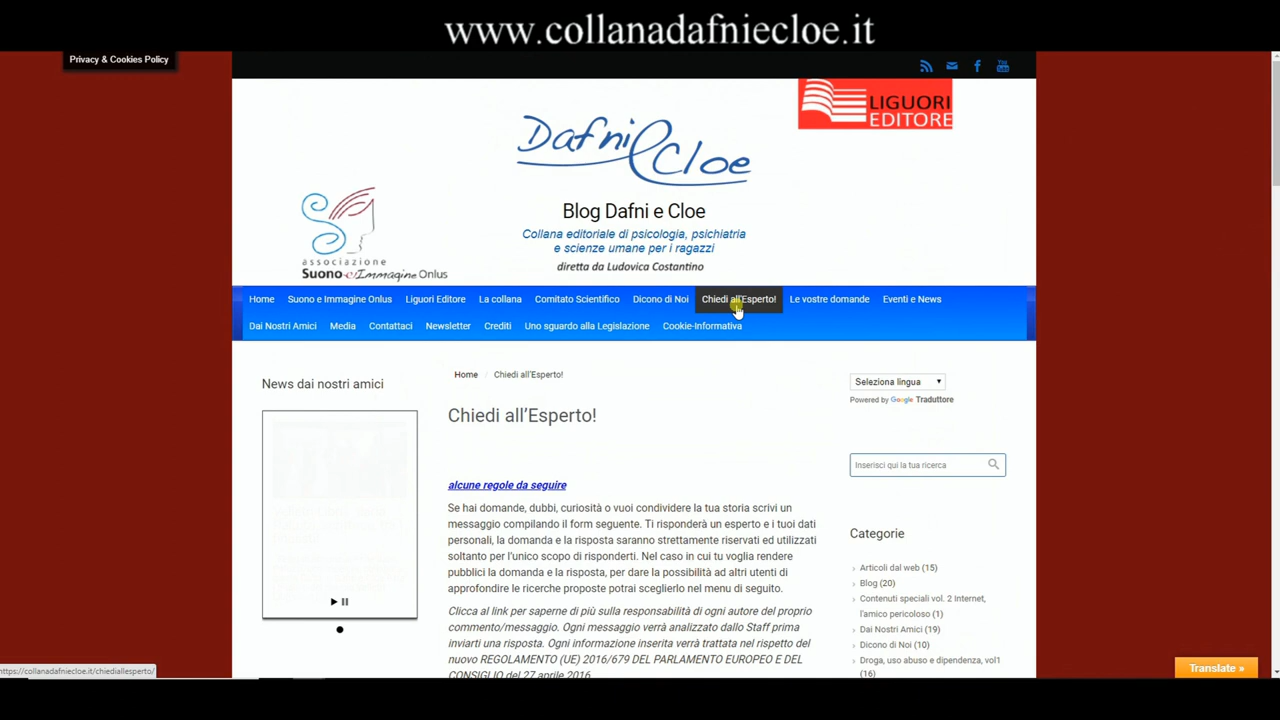 www.collanadafniecloe.it
Privacy & Cookies Policy
You
Tube
LIGUORI
EDITORE
Dafni e Cloe
Blog Dafni e Cloe
Collana editoriale di psicologia, psichiatria
e scienze umane per i ragazzi
diretta da Ludovica Costantino
associazione
Suono e Immagine Onlus
Home Suono e Immagine Onlus Liguori Editore La collana Comitato Scientifico Dicono di Noi Chiedi all'Esperto! Le vostre domande Eventi e News
Dai Nostri Amici Media Contattaci Newsletter Crediti Uno sguardo alla Legislazione Cookie-Informativa
News dai nostri amici
Home / Chiedi all'Esperto!
Chiedi all'Esperto!
alcune regole da seguire
Se hai domande, dubbi, curiosità o vuoi condividere la tua storia scrivi un
messaggio compilando il form seguente. Ti risponderà un esperto e i tuoi dati
personali, la domanda e la risposta saranno strettamente riservati ed utilizzati
soltanto per l'unico scopo di risponderti. Nel caso in cui tu voglia rendere
pubblici la domanda e la risposta, per dare la possibilità ad altri utenti di
approfondire le ricerche proposte potrai sceglierlo nel menu di seguito.
Clicca al link per saperne di più sulla responsabilità di ogni autore del proprio
commento/messaggio. Ogni messaggio verrà analizzato dallo Staff prima
inviarti una risposta. Ogni informazione inserita verrà trattata nel rispetto del
nuovo REGOLAMENTO (UE) 2016/679 DEL PARLAMENTO EUROPEO E DEL
CONSIGLIO del 27 aprile 2016
Seleziona lingua
Powered by Google Traduttore
Inserisci qui la tua ricerca
Categorie
Articoli dal web (15)
Blog (20)
Contenuti speciali vol. 2 Internet,
l'amico pericoloso (1)
Dai Nostri Amici (19)
Dicono di Noi (10)
Droga, uso abuso e dipendenza, vol1
(16)
https://collanadafniecloe.it/chiediallesperto/
Translate »